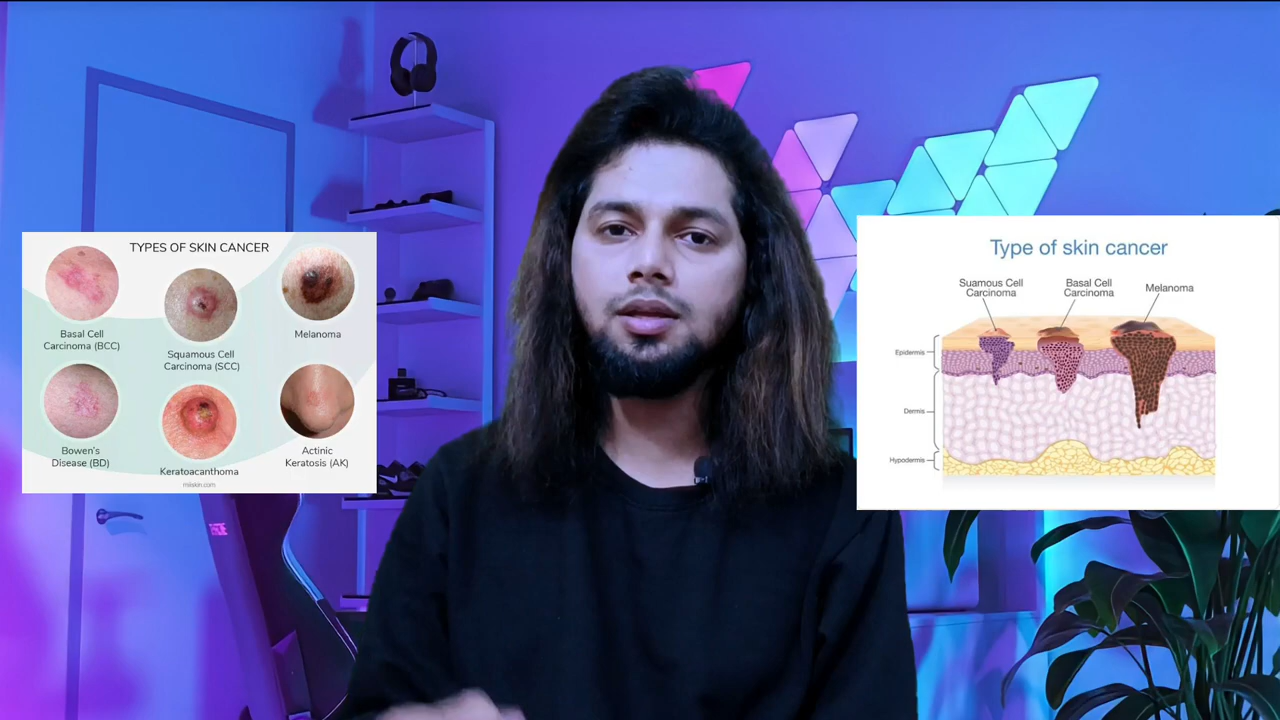 TYPES OF SKIN CANCER
Basal Cell
Carcinoma (BCC)
Squamous Cell
Carcinoma (SCC)
Melanoma
Bowen's
Disease (BD)
Keratoacanthoma
Actinic
Keratosis (AK)
miiskin.com
Type of skin cancer
Suamous Cell
Carcinoma
Basal Cell
Carcinoma
Melanoma
Epidermis
Dermis
Hypodermis